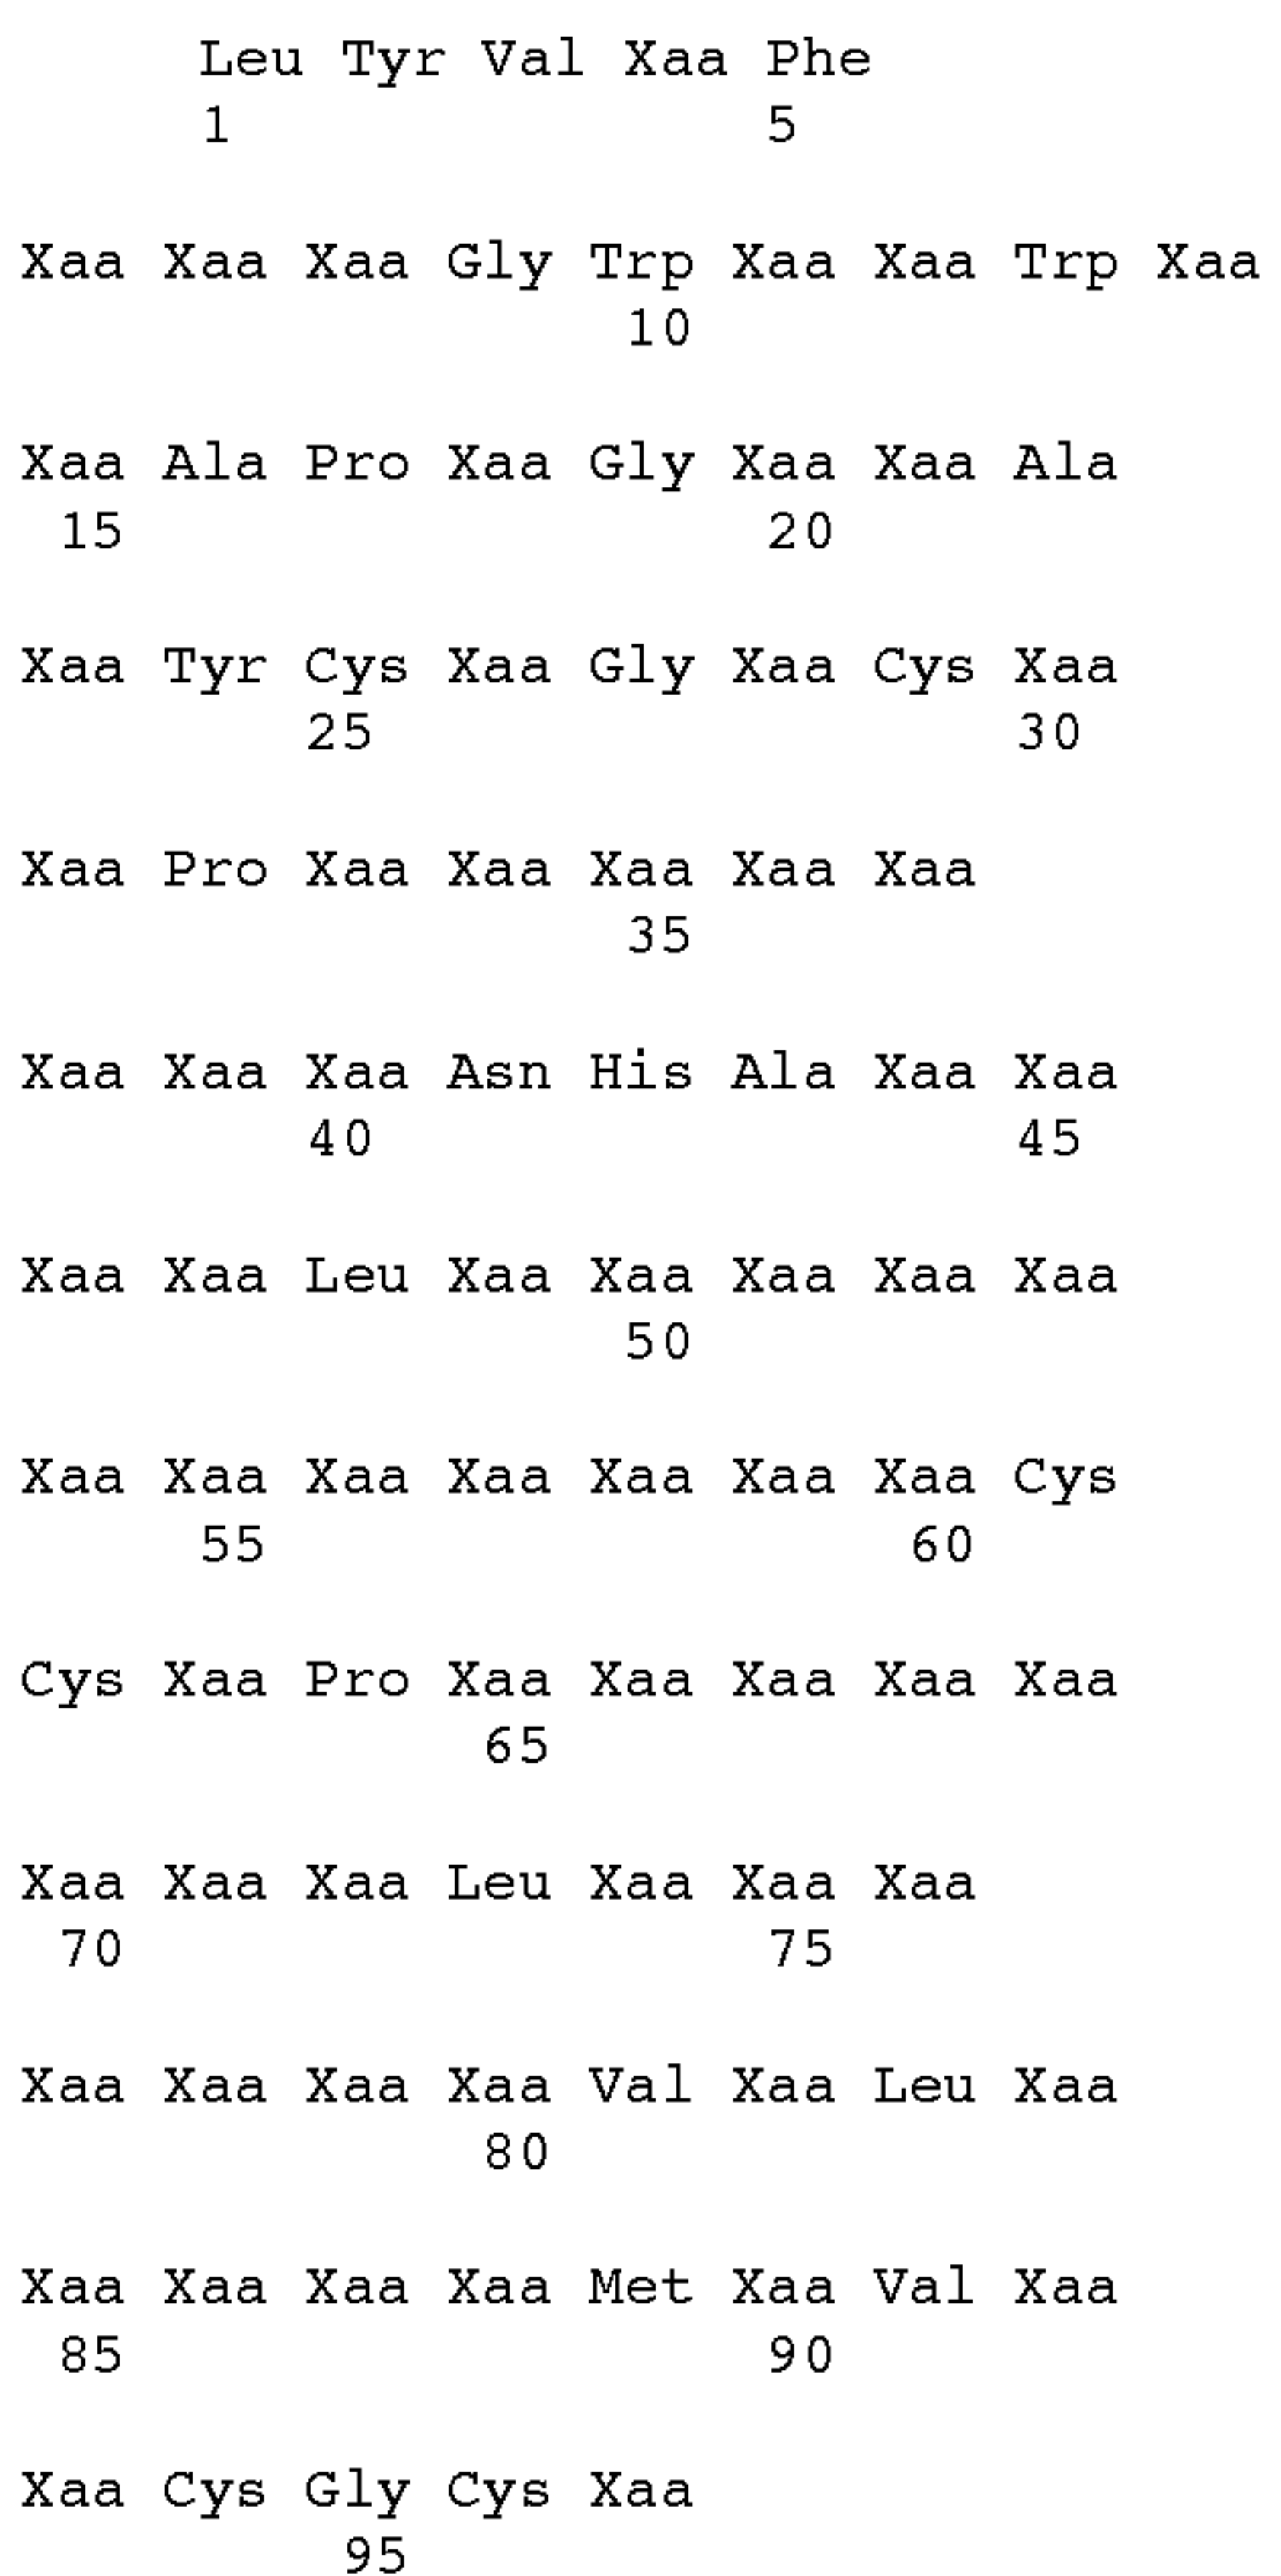 Leu Tyr Val Xaa Phe
1 5
Xaa Xaa Xaa Gly Trp Xaa Xaa Trp Xaa
10
Xaa Ala Pro Xaa Gly Xaa Xaa Ala
15 20
Xaa Tyr Cys Xaa Gly Xaa Cys Xaa
25 30
Xaa Pro Xaa Xaa Xaa Xaa Xaa
35
Xaa Xaa Xaa Asn His Ala Xaa Xaa
40 45
Xaa Xaa Leu Xaa Xaa Xaa Xaa Xaa
50
Xaa Xaa Xaa Xaa Xaa Xaa Xaa Cys
55 60
Cys Xaa Pro Xaa Xaa Xaa Xaa Xaa
65
Xaa Xaa Xaa Leu Xaa Xaa Xaa
70 75
Xaa Xaa Xaa Xaa Val Xaa Leu Xaa
80
Xaa Xaa Xaa Xaa Met Xaa Val Xaa
85 90
Xaa Cys Gly Cys Xaa
95